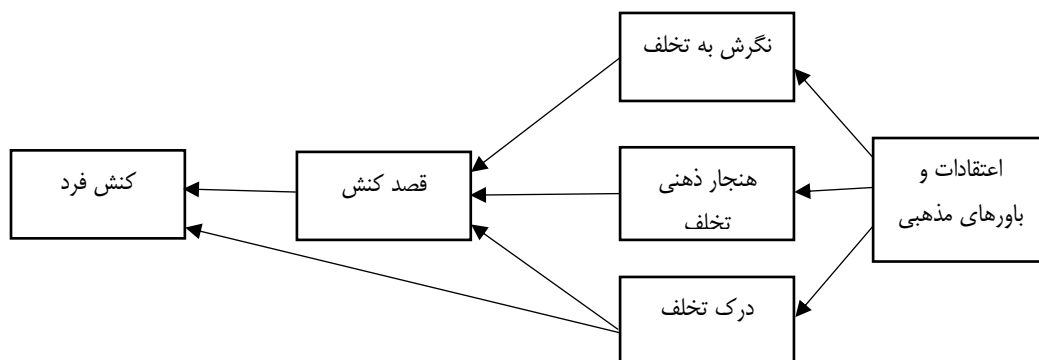 نگرش به تخلف
اعتقادات و
باورهای مذهبی
هنجار ذهنی
تخلف
قصد کنش
کنش فرد
درک تخلف